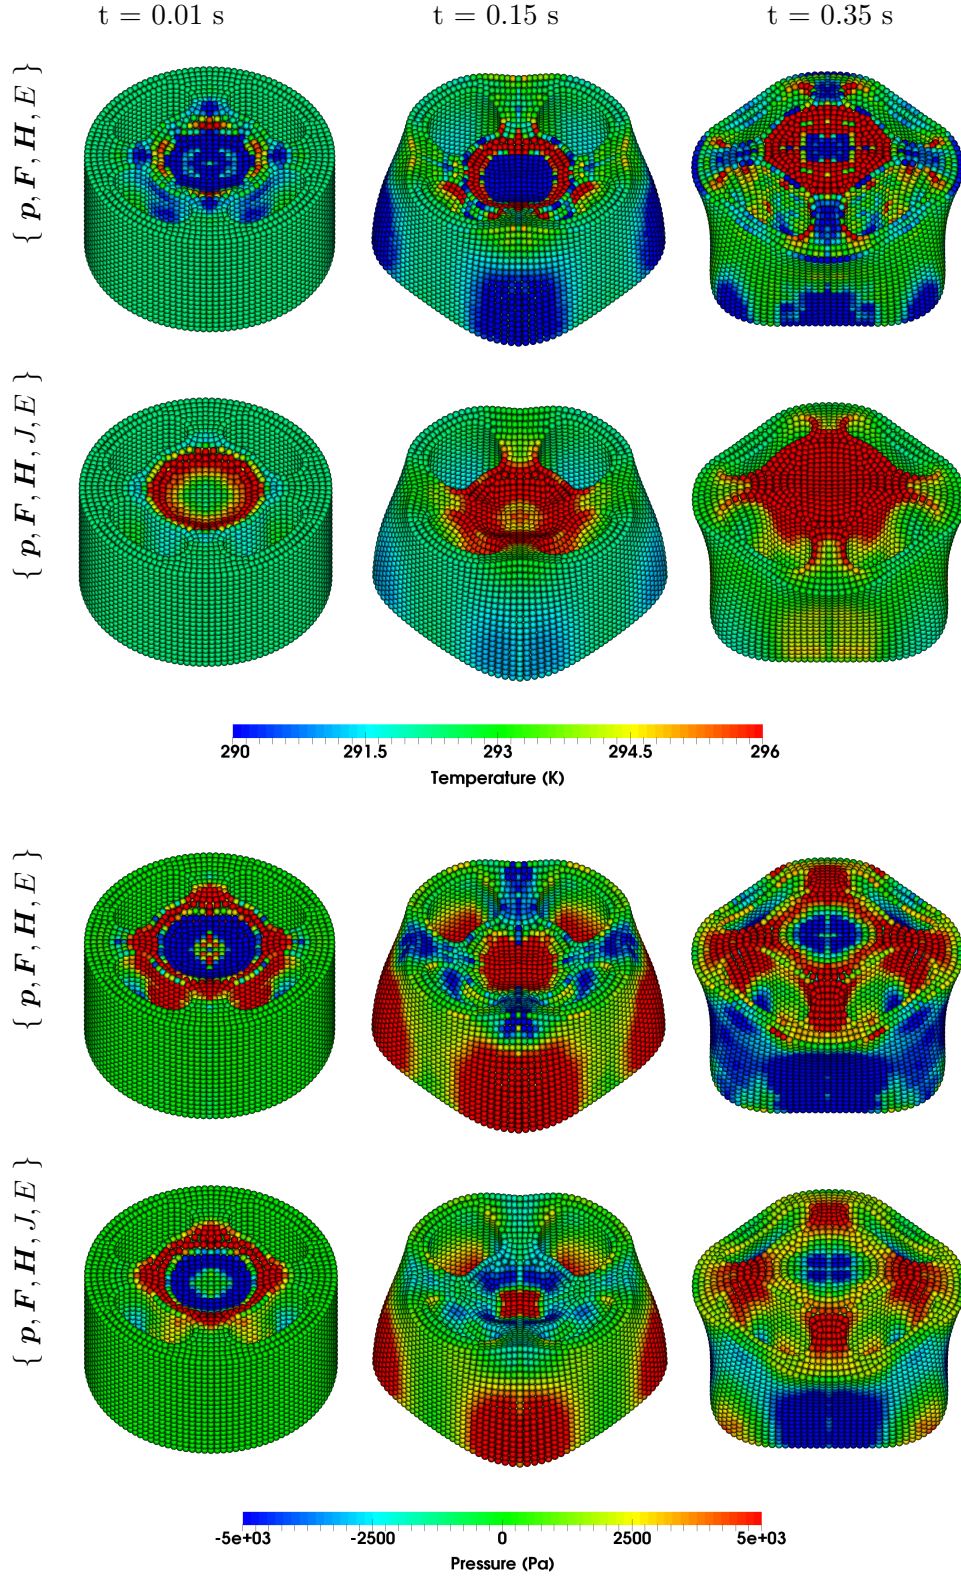 t = 0.01 s t = 0.15 s t = 0.35 s
{ p, F, H, E }
{ p, F, H, J, E }
290 291.5 293 294.5 296
Temperature (K)
{ p, F, H, E }
{ p, F, H, J, E }
-5e+03 -2500 0 2500 5e+03
Pressure (Pa)